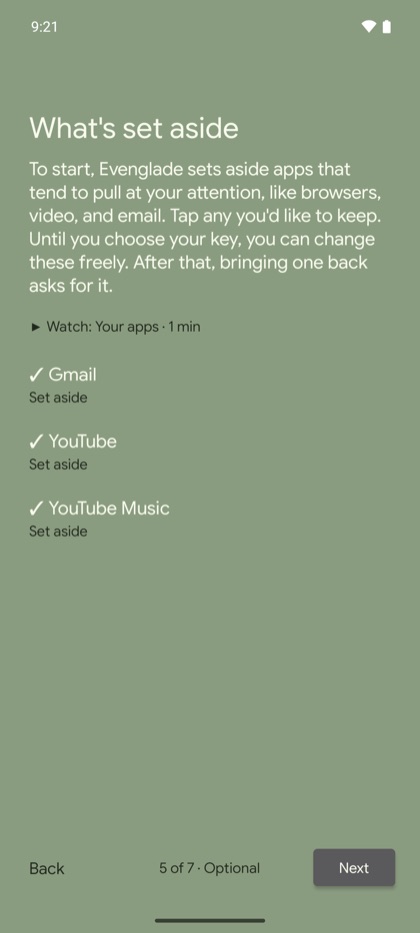 9:21
What's set aside
To start, Evenglade sets aside apps that
tend to pull at your attention, like browsers,
video, and email. Tap any you'd like to keep.
Until you choose your key, you can change
these freely. After that, bringing one back
asks for it.
► Watch: Your apps · 1 min
✓ Gmail
Set aside
✓ YouTube
Set aside
✓ YouTube Music
Set aside
Back
5 of 7 · Optional
Next